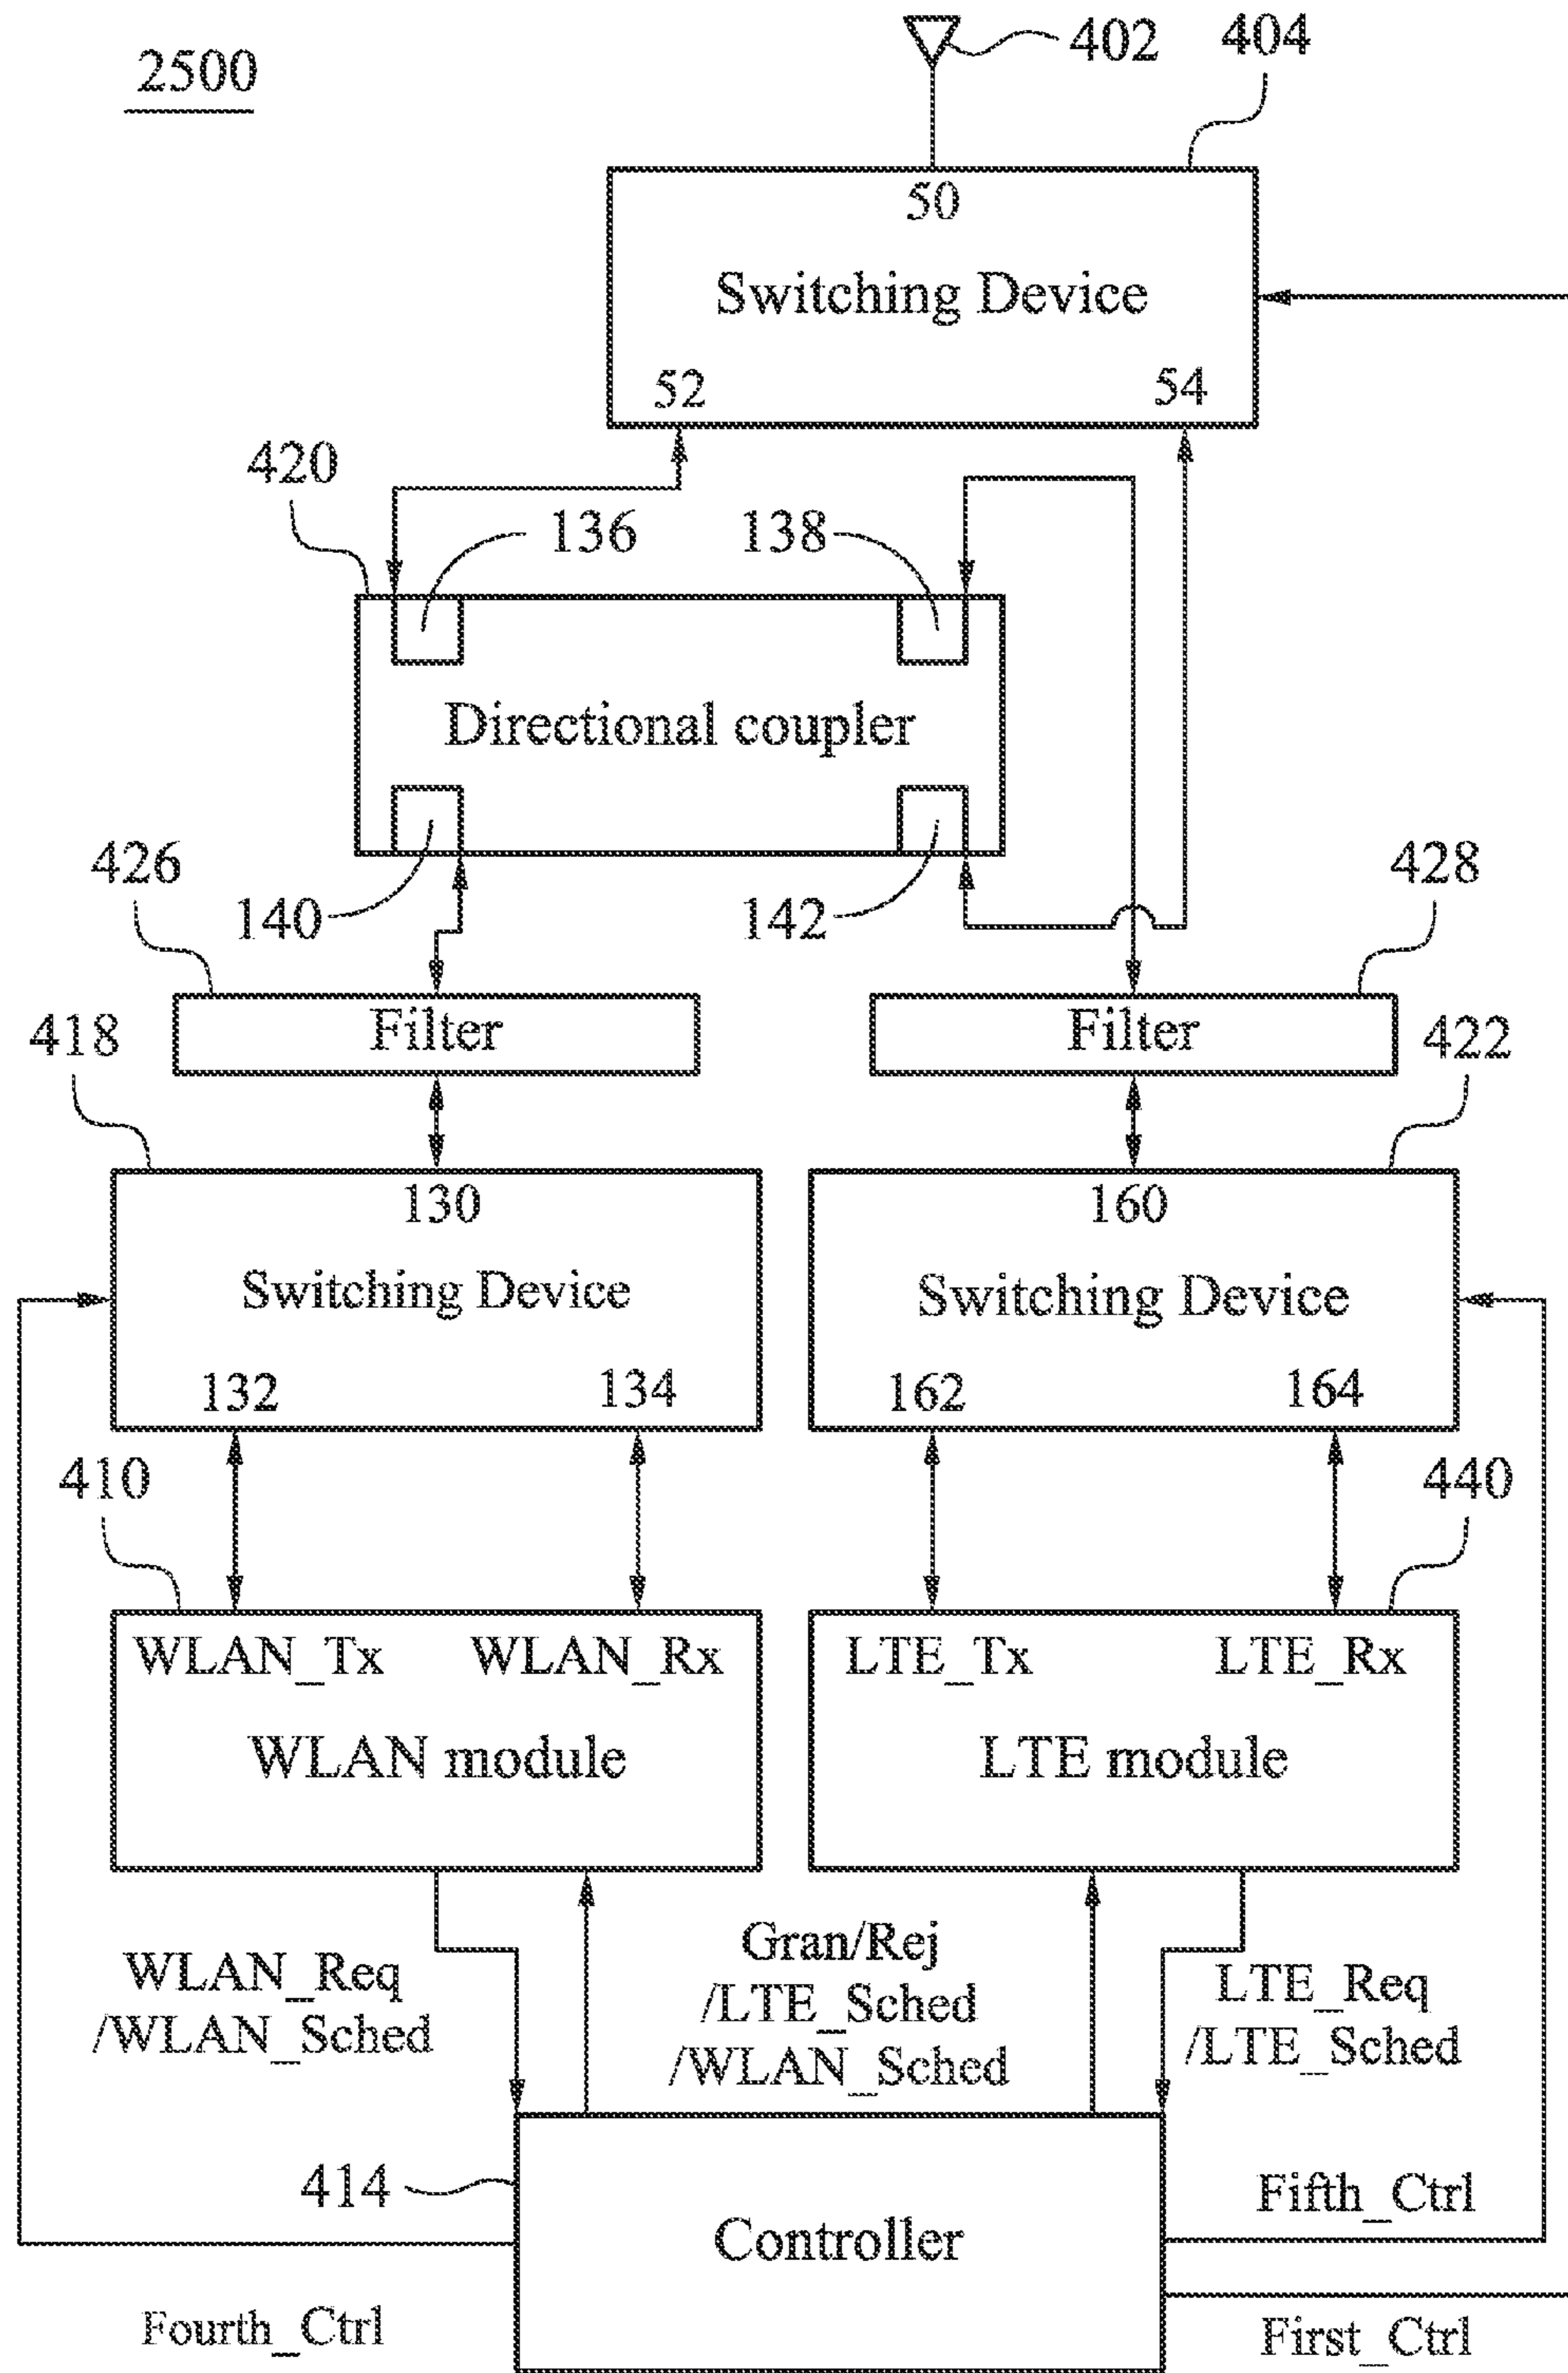 2500
402
404
50
Switching Device
52
54
420
136
138
Directional coupler
426
140
142
428
418
Filter
Filter
422
130
160
Switching Device
Switching Device
132
134
162
164
410
440
WLAN_Tx
WLAN_Rx
LTE_Tx
LTE_Rx
WLAN module
LTE module
WLAN_Req
/WLAN_Sched
Gran/Rej
/LTE_Sched
/WLAN_Sched
LTE_Req
/LTE_Sched
414
Controller
Fifth_Ctrl
Fourth_Ctrl
First_Ctrl